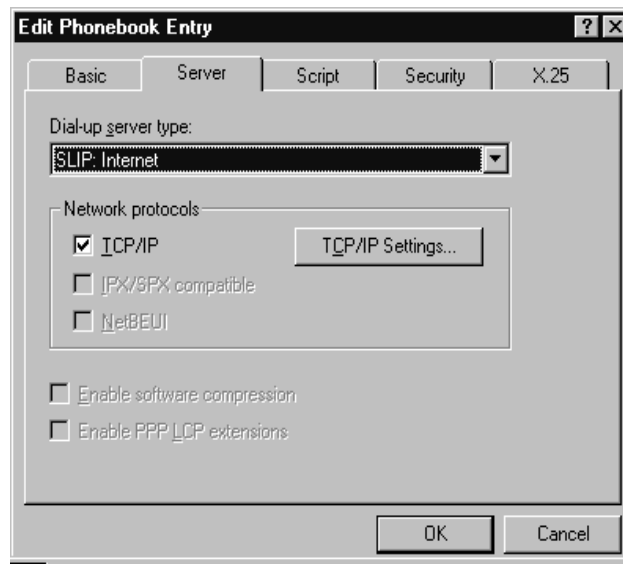 Edit Phonebook Entry
Basic Server Script Security X.25
Dial-up server type:
SLIP: Internet
Network protocols
TCP/IP TCP/IP Settings...
IPX/SPX compatible
NetBEUI
Enable software compression
Enable PPP LCP extensions
OK Cancel